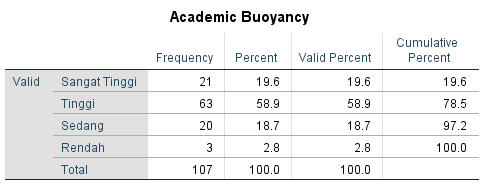 Academic Buoyancy
Frequency Percent Valid Percent Cumulative Percent
Valid Sangat Tinggi 21 19.6 19.6 19.6
Tinggi 63 58.9 58.9 78.5
Sedang 20 18.7 18.7 97.2
Rendah 3 2.8 2.8 100.0
Total 107 100.0 100.0